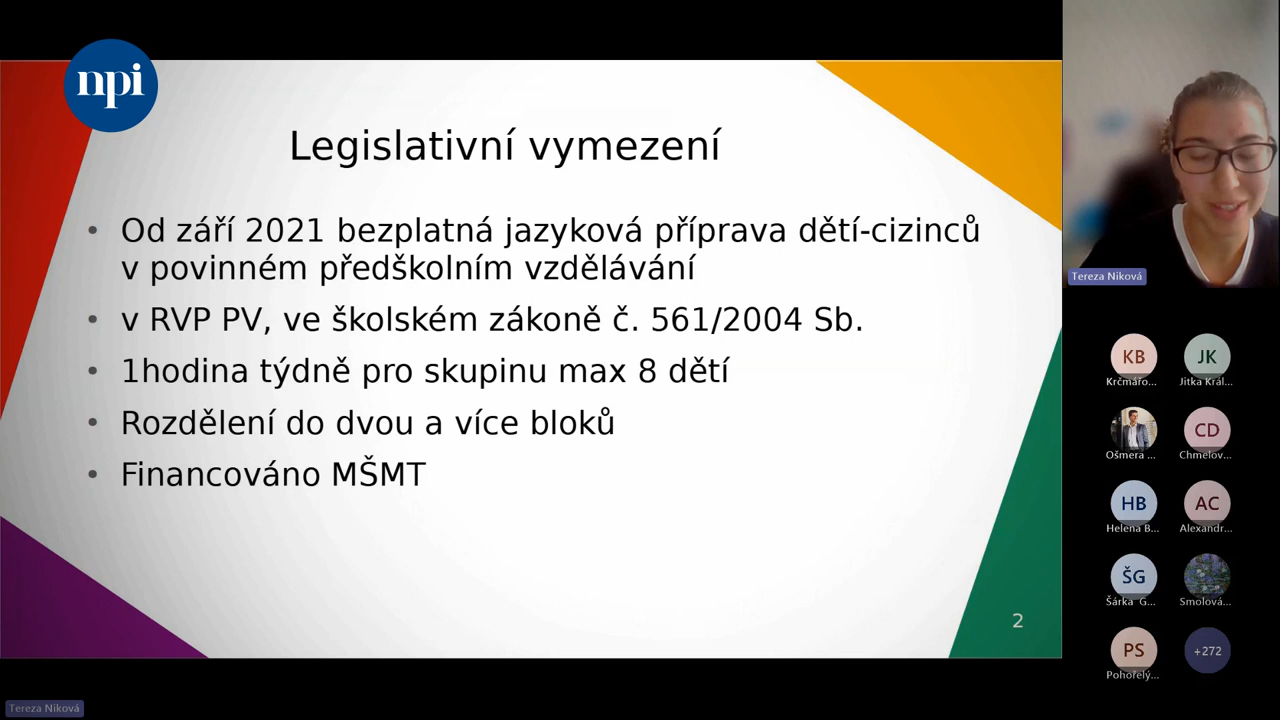 npi
Legislativní vymezení
• Od září 2021 bezplatná jazyková příprava dětí-cizinců
v povinném předškolním vzdělávání
• v RVP PV, ve školském zákoně č. 561/2004 Sb.
• 1hodina týdně pro skupinu max 8 dětí
• Rozdělení do dvou a více bloků
• Financováno MŠMT
2
Tereza Niková
Tereza Niková
KB
Krčmáro...
JK
Jitka Král...
Ošmera ...
CD
Chmelov...
HB
Helena B...
AC
Alexandr...
ŠG
Šárka G...
Smolová...
PS
Pohořelý...
+272